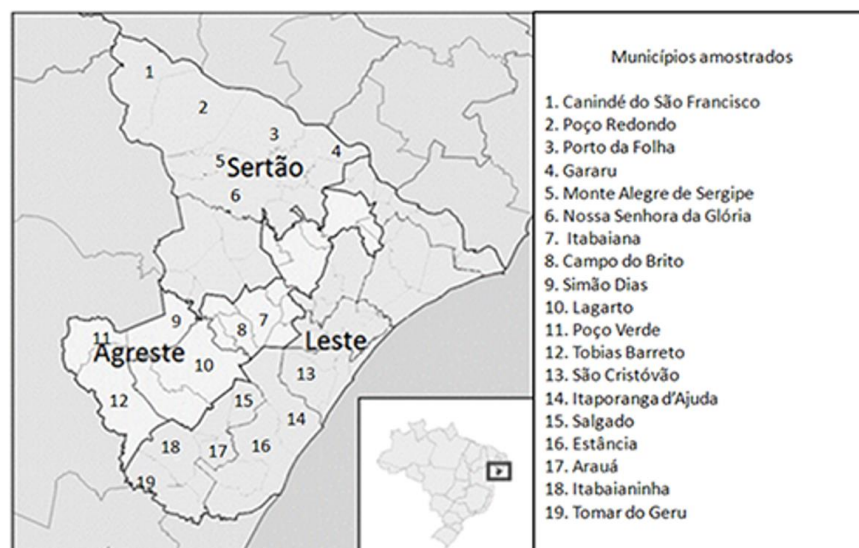 1
2
3
4
5
Sertão
6
7
8
9
Leste
11
Agreste
10
13
12
15
14
18
17
16
19
Municípios amostrados
1. Canindé do São Francisco
2. Poço Redondo
3. Porto da Folha
4. Gararu
5. Monte Alegre de Sergipe
6. Nossa Senhora da Glória
7. Itabaiana
8. Campo do Brito
9. Simão Dias
10. Lagarto
11. Poço Verde
12. Tobias Barreto
13. São Cristóvão
14. Itaporanga d'Ajuda
15. Salgado
16. Estância
17. Arauá
18. Itabaianinha
19. Tomar do Geru